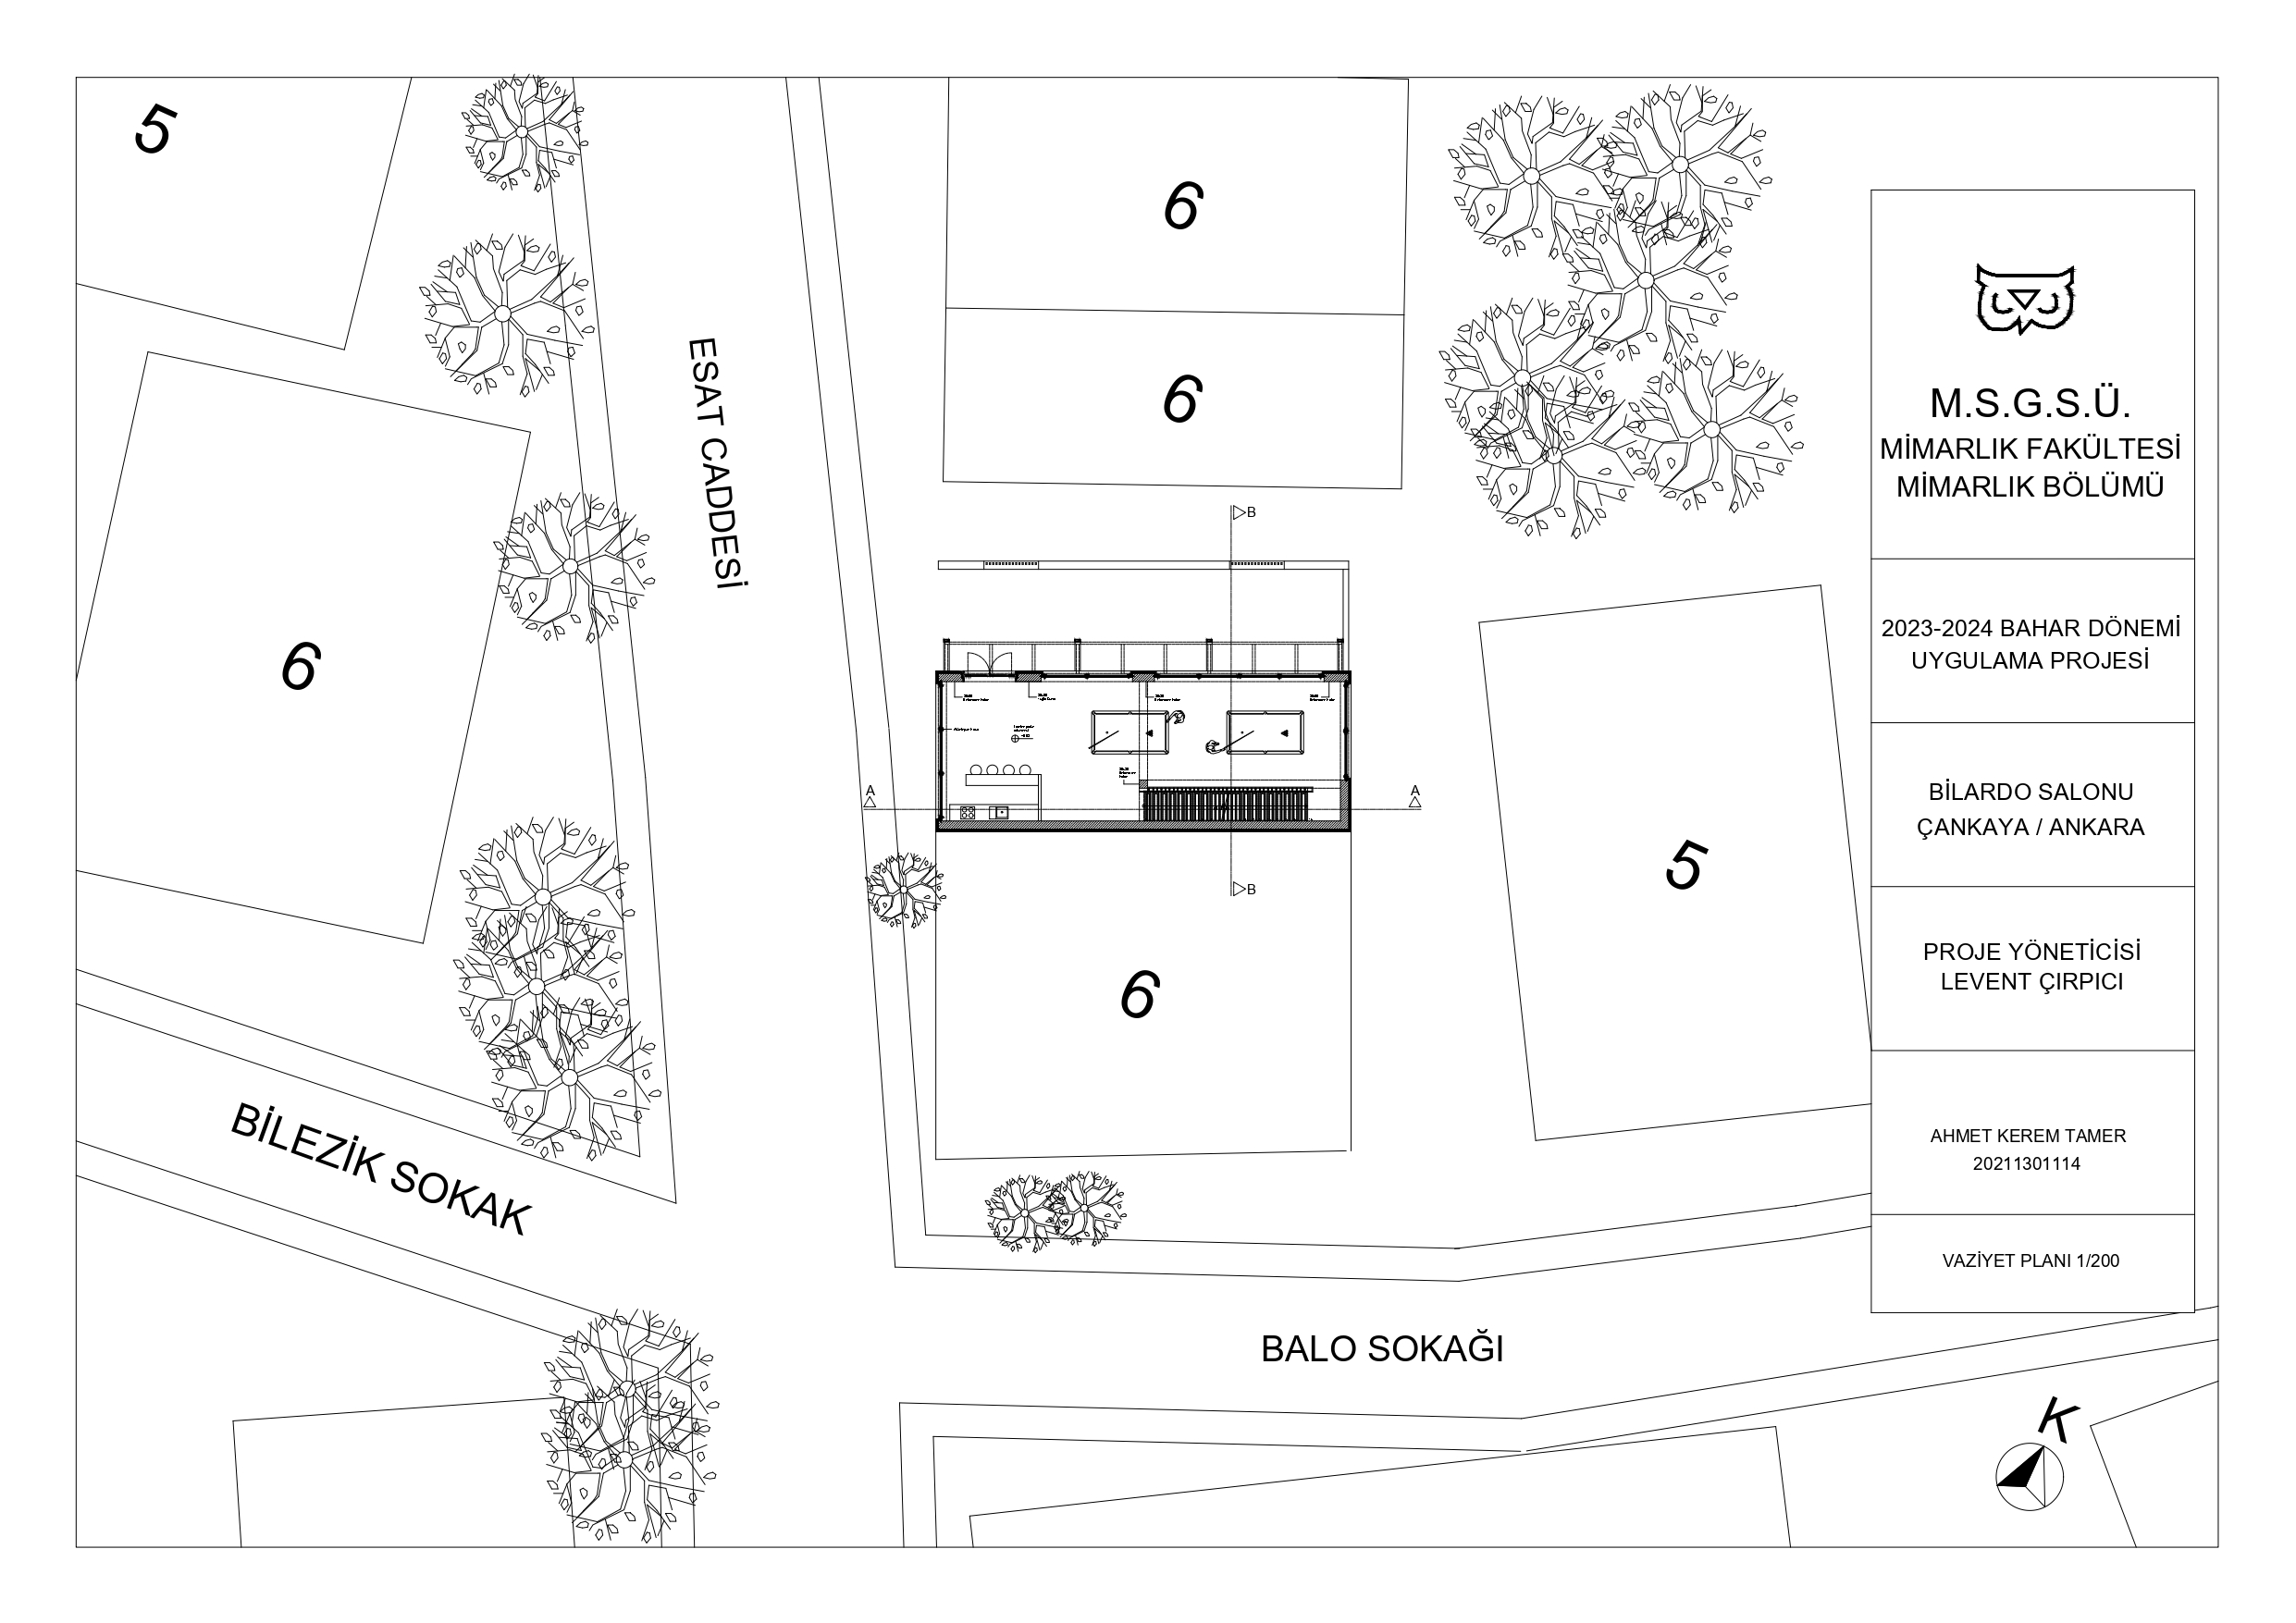 5
6
6
6
5
6
ESAT CADDESİ
BİLEZİK SOKAK
BALO SOKAĞI
B
B
A
A
K
M.S.G.S.Ü.
MİMARLIK FAKÜLTESİ
MİMARLIK BÖLÜMÜ
2023-2024 BAHAR DÖNEMİ
UYGULAMA PROJESİ
BİLARDO SALONU
ÇANKAYA / ANKARA
PROJE YÖNETİCİSİ
LEVENT ÇIRPICI
AHMET KEREM TAMER
20211301114
VAZİYET PLANI 1/200